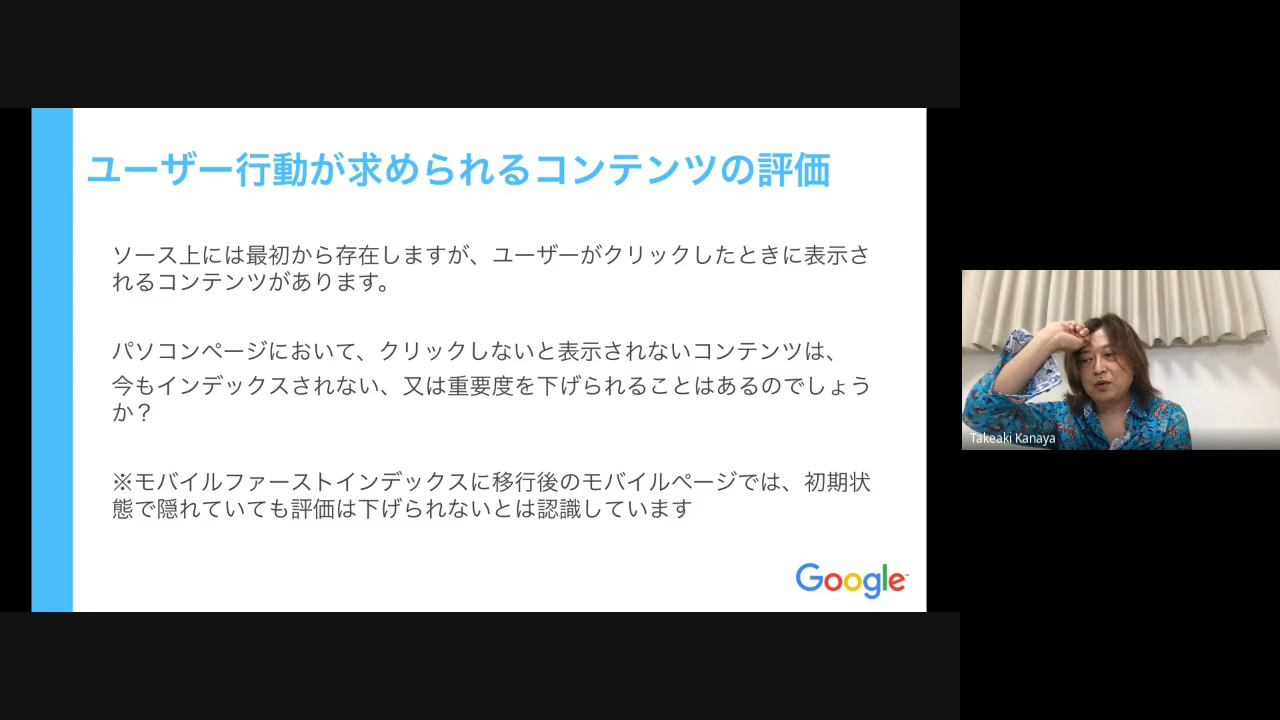 ユーザー行動が求められるコンテンツの評価
ソース上には最初から存在しますが、ユーザーがクリックしたときに表示さ
れるコンテンツがあります。
パソコンページにおいて、クリックしないと表示されないコンテンツは、
今もインデックスされない、又は重要度を下げられることはあるのでしょう
か？
※モバイルファーストインデックスに移行後のモバイルページでは、初期状
態で隠れていても評価は下げられないとは認識しています
Google
Takeaki Kanaya